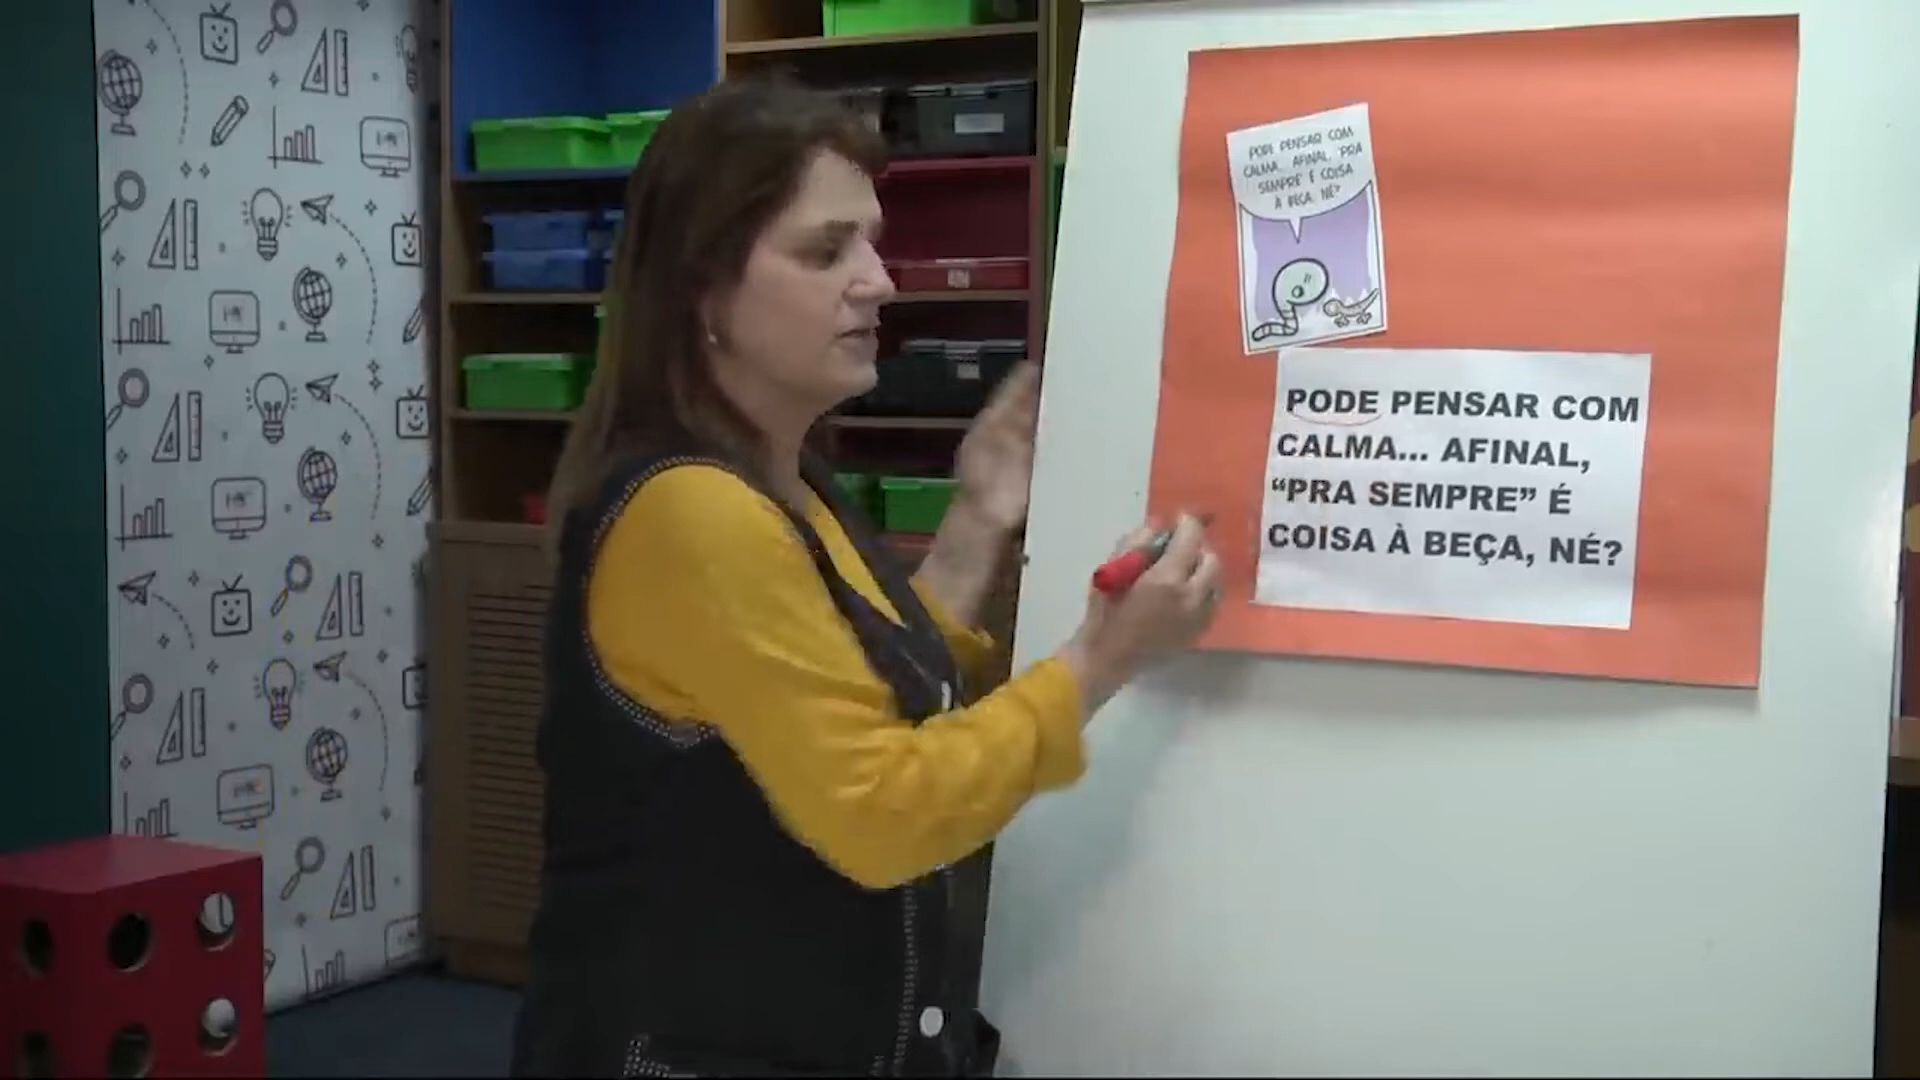 PODE PENSAR COM
CALMA... AFINAL, "PRA
SEMPRE" É COISA
À BEÇA, NÉ?
PODE PENSAR COM
CALMA... AFINAL,
“PRA SEMPRE” É
COISA À BEÇA, NÉ?